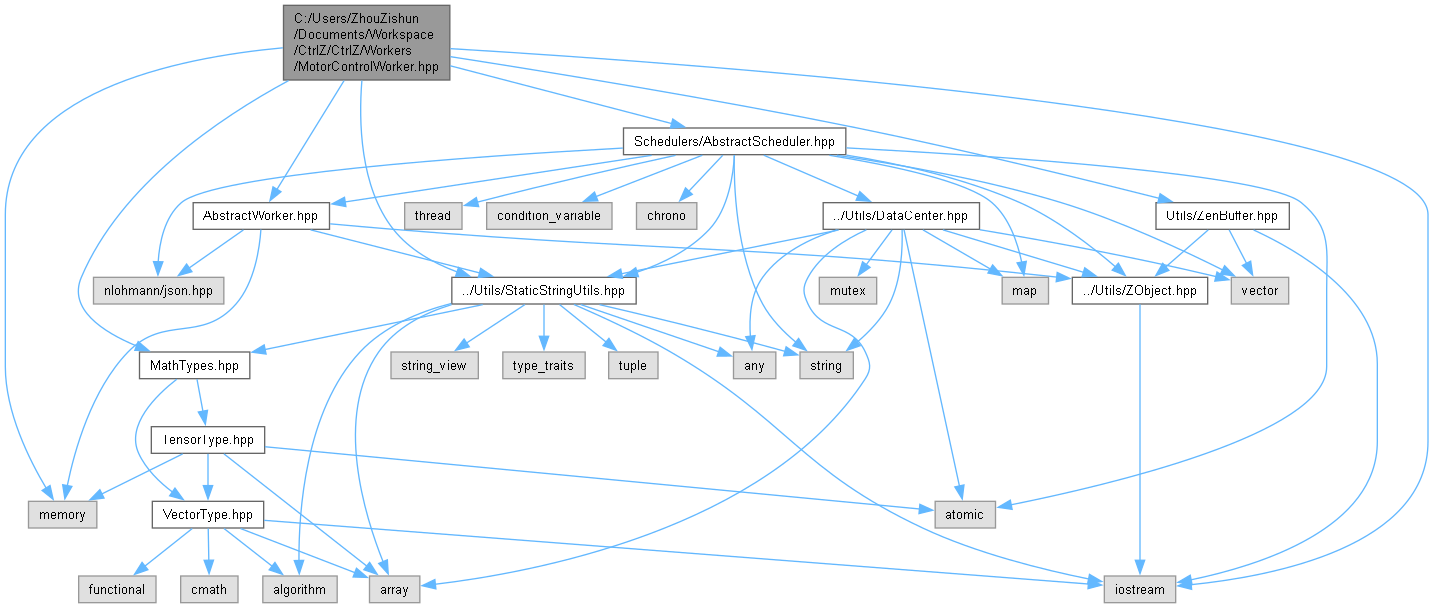 C:/Users/ZhouZishun
/Documents/Workspace
/CtrlZ/CtrlZ/Workers
/MotorControlWorker.hpp
Schedulers/AbstractScheduler.hpp
AbstractWorker.hpp
thread
condition_variable
chrono
../Utils/DataCenter.hpp
Utils/ZenBuffer.hpp
nlohmann/json.hpp
../Utils/StaticStringUtils.hpp
mutex
map
../Utils/ZObject.hpp
vector
MathTypes.hpp
string_view
type_traits
tuple
any
string
TensorType.hpp
memory
VectorType.hpp
atomic
functional
cmath
algorithm
array
iostream